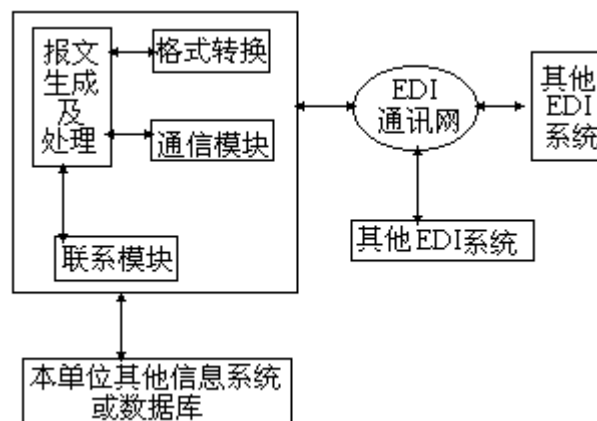 报文
生成
及
处理
格式转换
通信模块
联系模块
EDI
通讯网
其他
EDI
系统
其他EDI系统
本单位其他信息系统
或数据库